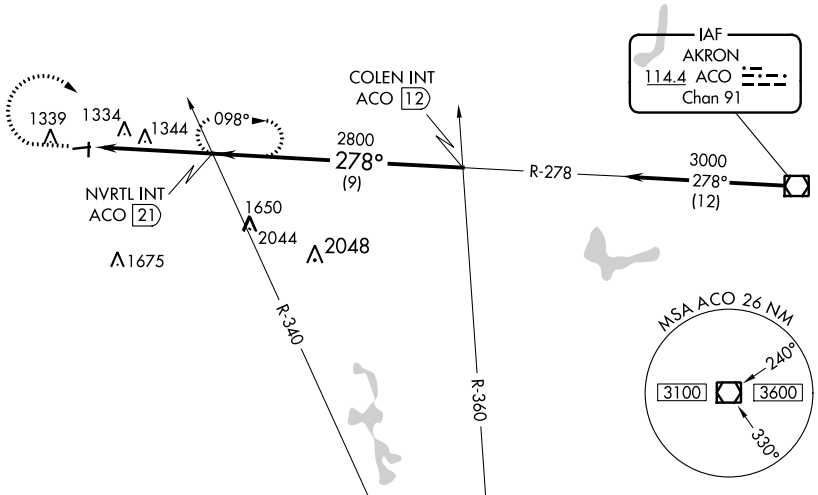 IAF
AKRON
114.4 ACO
Chan 91
COLEN INT
ACO 12
1339
1334
1344
098°
2800
278°
(9)
R-278
3000
278°
(12)
NVRTL INT
ACO 21
1650
2044
2048
1675
R-340
R-360
MSA ACO 26 NM
240°
3100
3600
330°